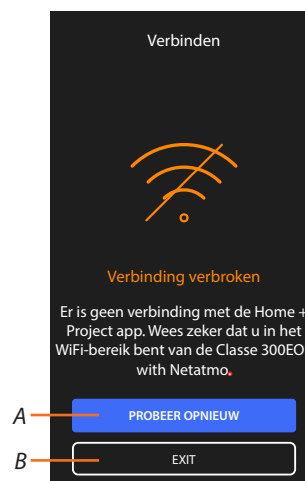 Verbinden
Verbinding verbroken
Er is geen verbinding met de Home +
Project app. Wees zeker dat u in het
WiFi-bereik bent van de Classe 300EOS
with Netatmo.
A
PROBEER OPNIEUW
B
EXIT